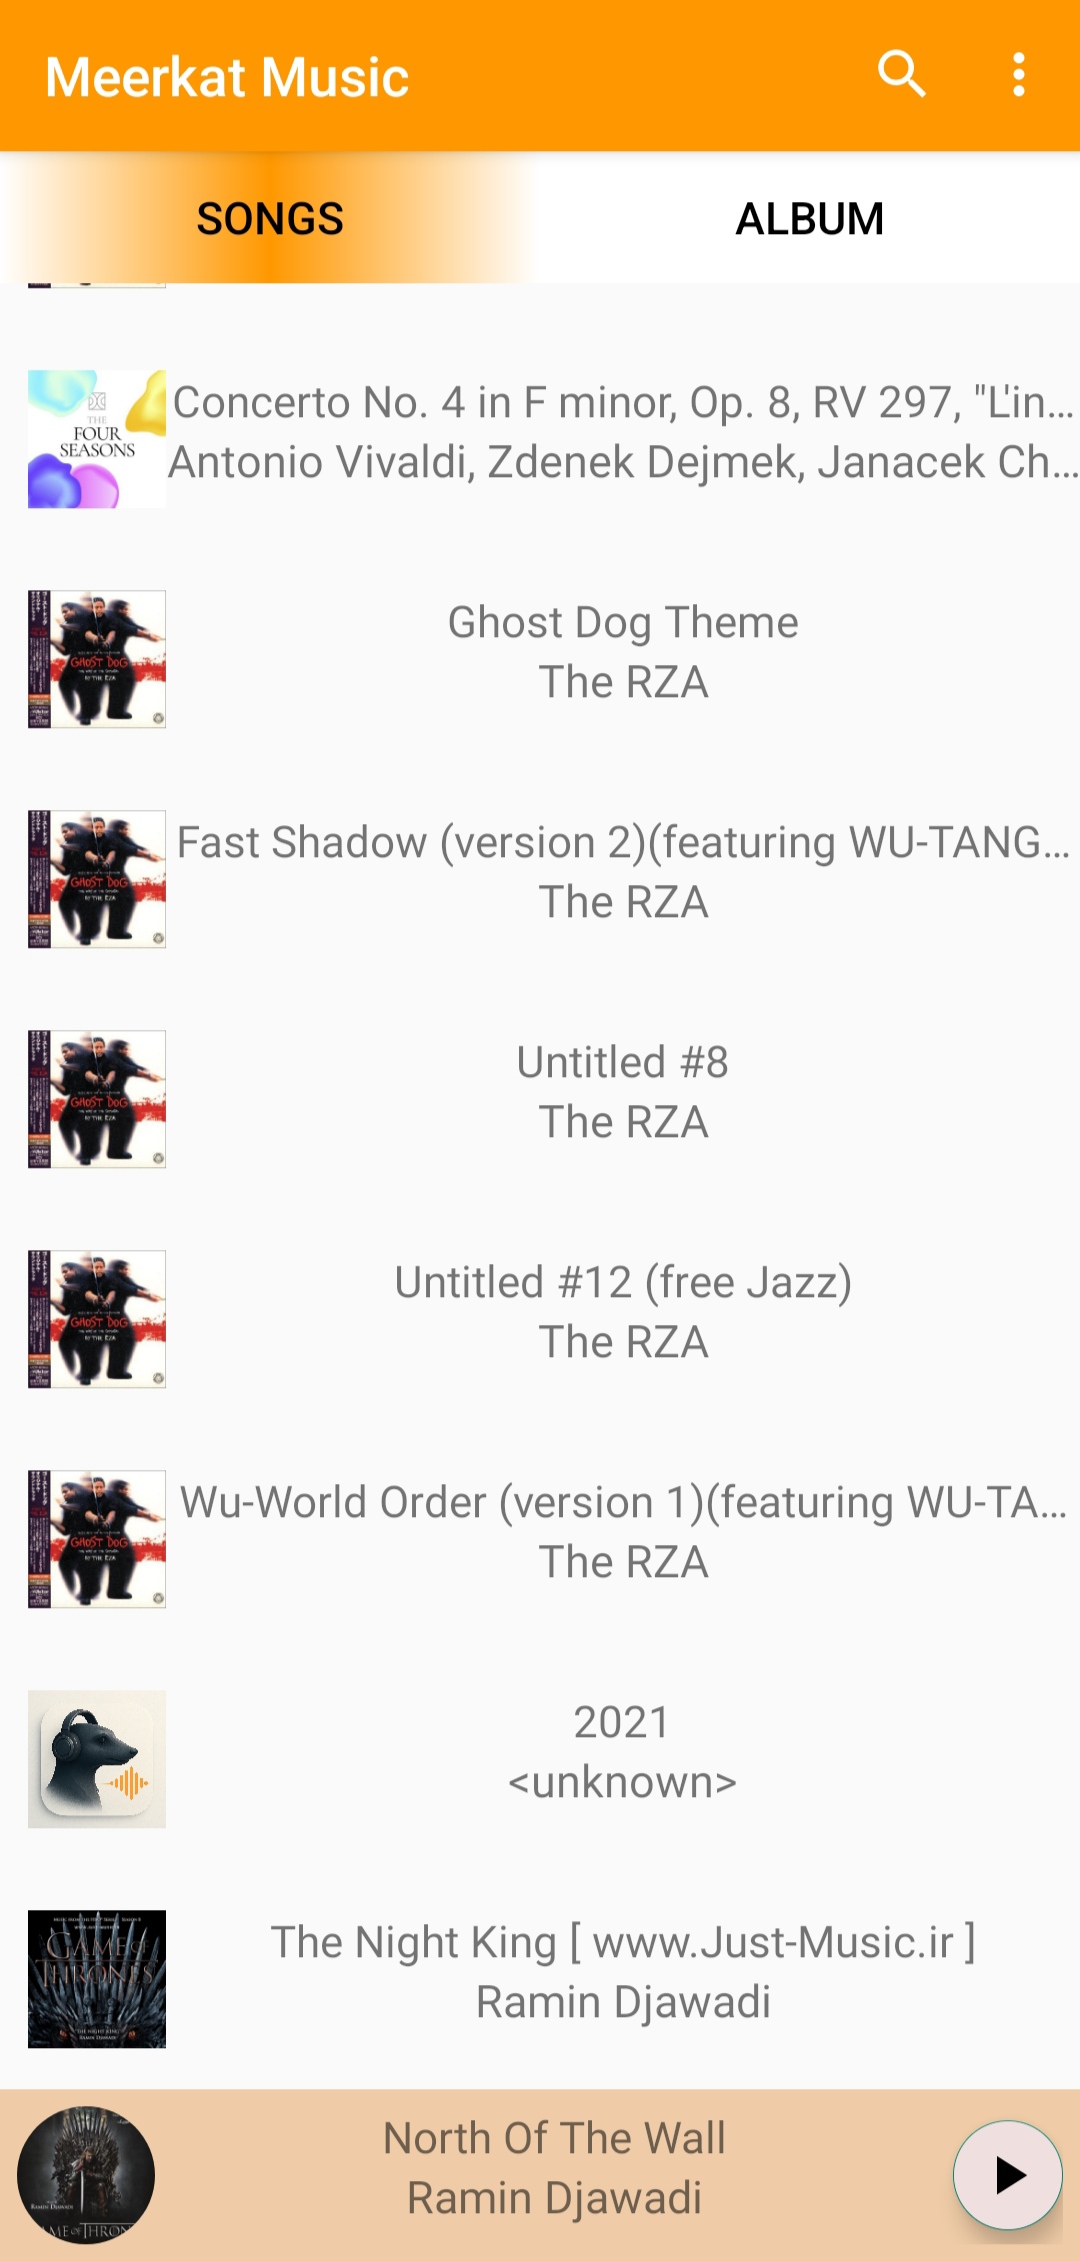 Meerkat Music
SONGS
ALBUM
THE
FOUR
SEASONS
Concerto No. 4 in F minor, Op. 8, RV 297, "L'in...
Antonio Vivaldi, Zdenek Dejmek, Janacek Ch...
GHOST DOG
Ghost Dog Theme
The RZA
GHOST DOG
Fast Shadow (version 2)(featuring WU-TANG...
The RZA
GHOST DOG
Untitled #8
The RZA
GHOST DOG
Untitled #12 (free Jazz)
The RZA
GHOST DOG
Wu-World Order (version 1)(featuring WU-TA...
The RZA
2021
<unknown>
GAME OF
THRONES
The Night King [ www.Just-Music.ir ]
Ramin Djawadi
RAMIN DJAWADI
North Of The Wall
Ramin Djawadi